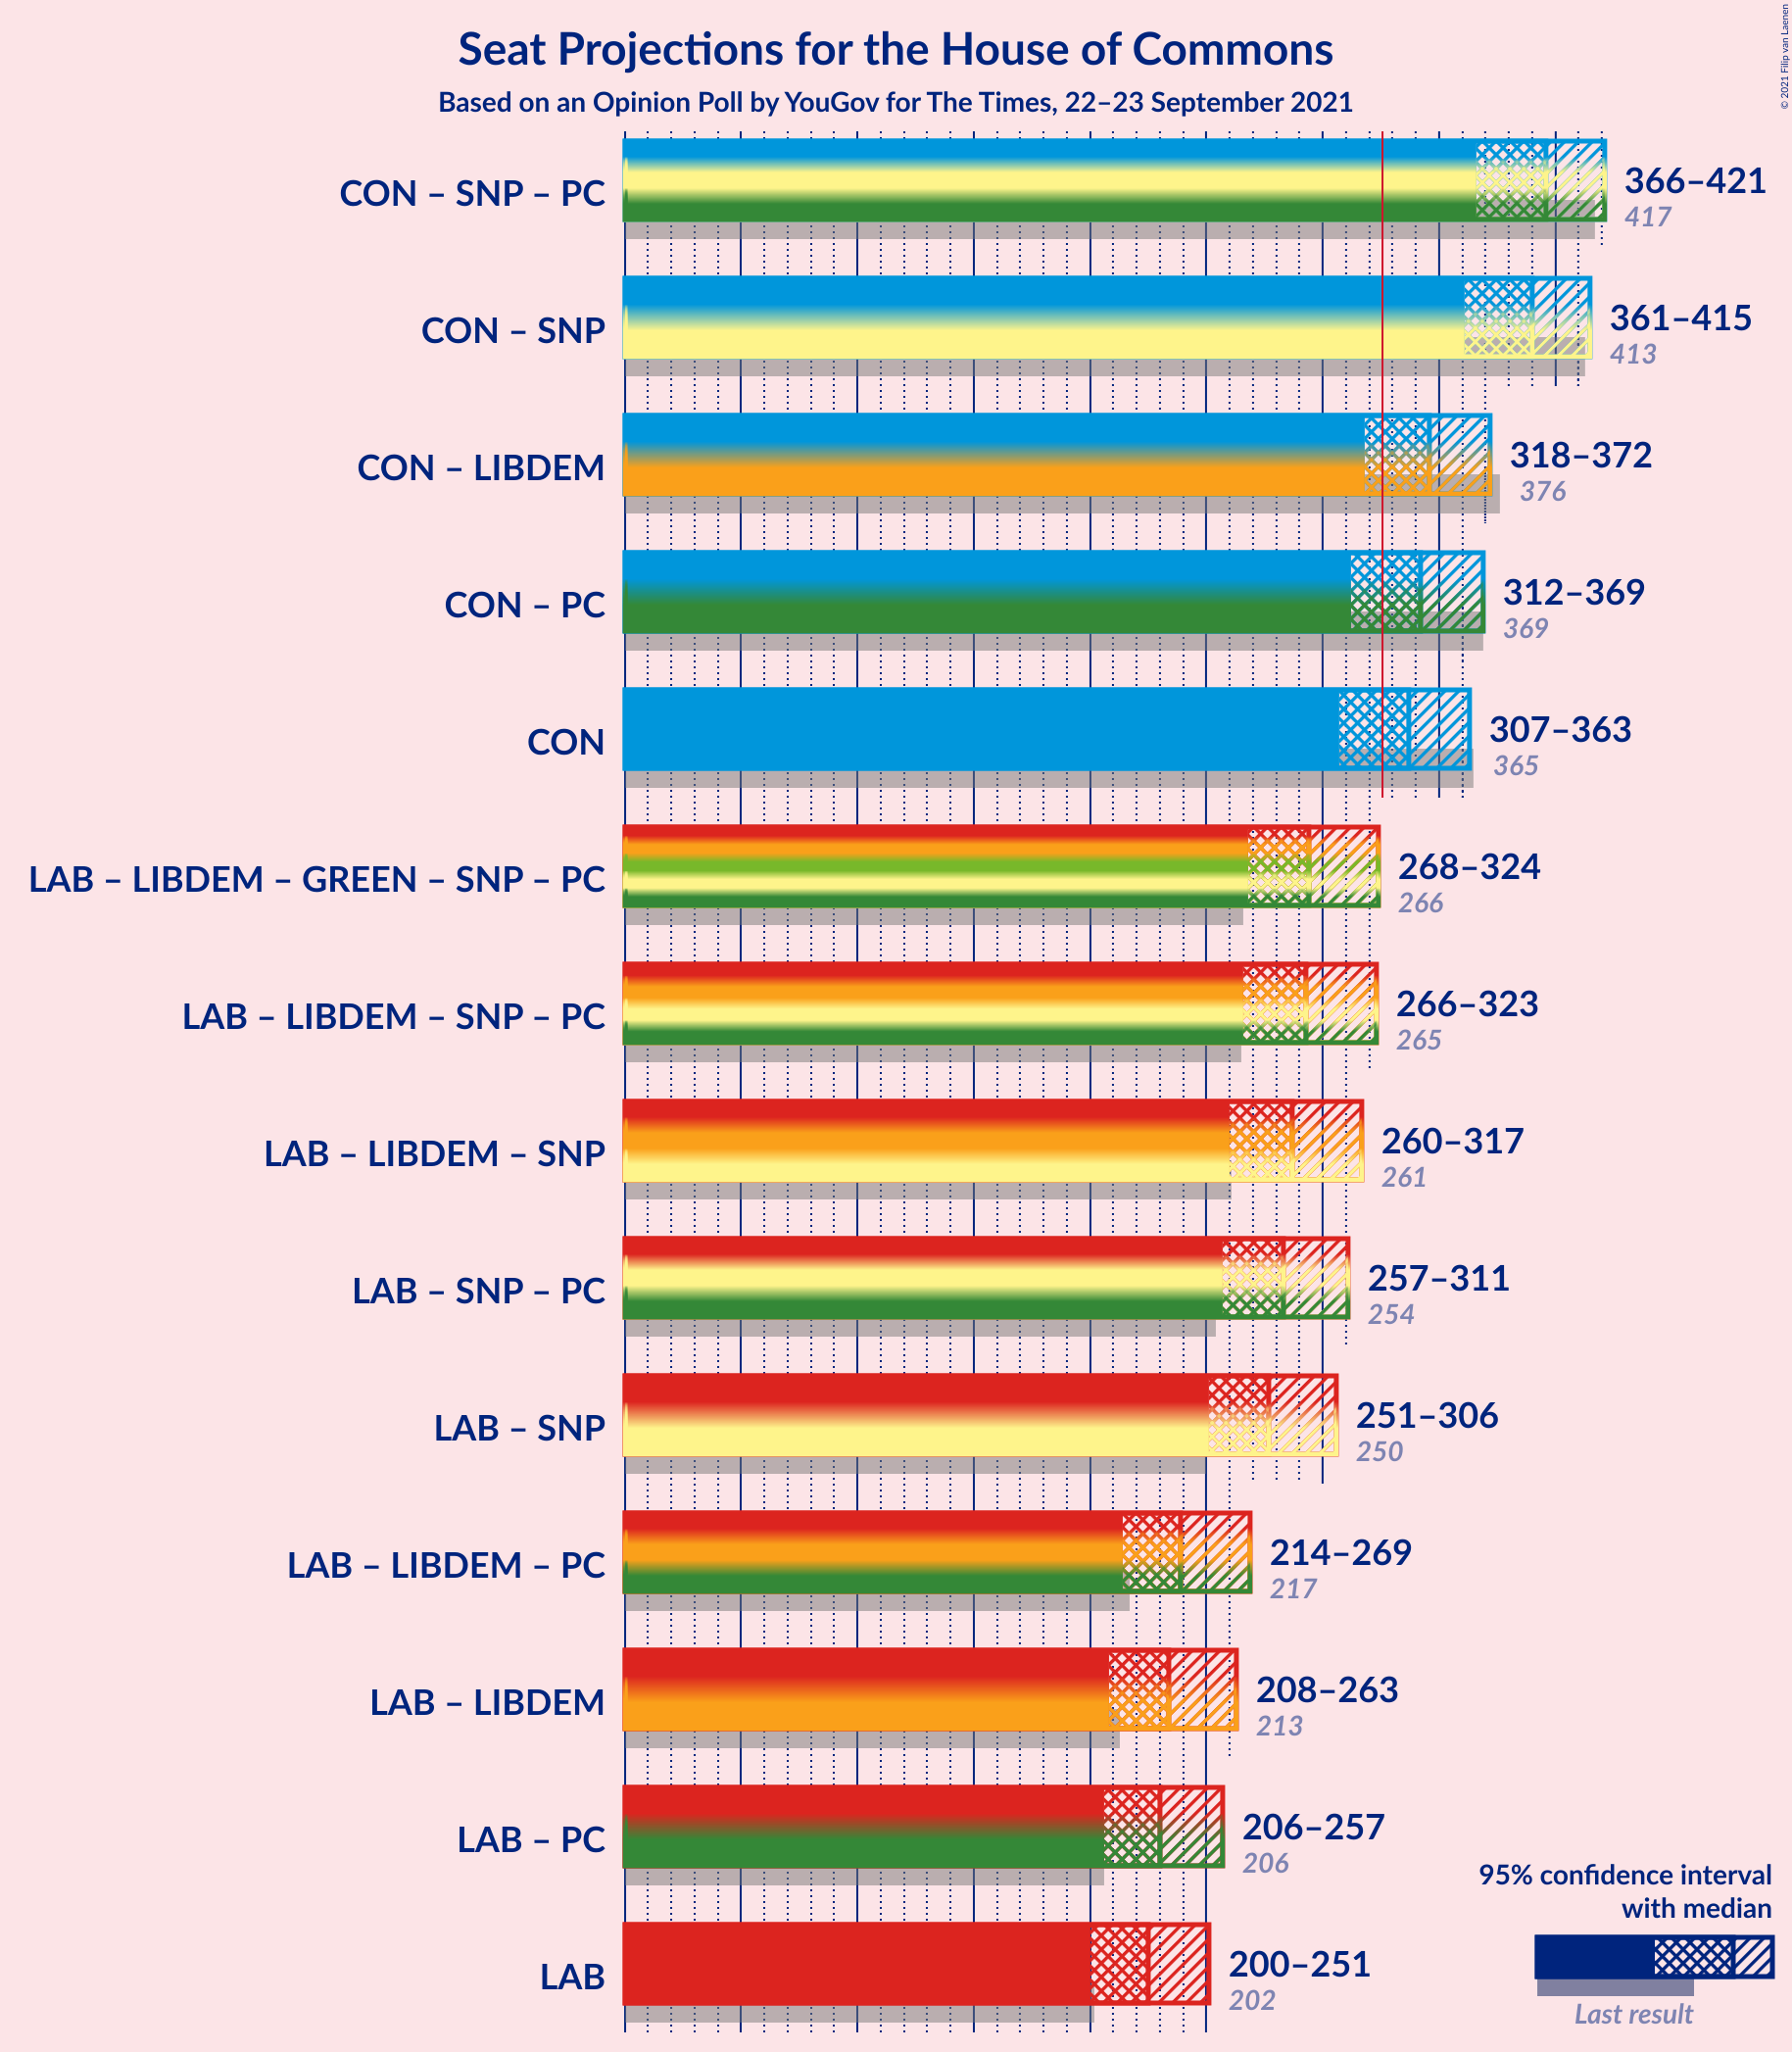 Seat Projections for the House of Commons
Based on an Opinion Poll by YouGov for The Times, 22–23 September 2021
© 2021 Filip van Laenen
CON – SNP – PC
366–421
417
CON – SNP
361–415
413
CON – LIBDEM
318–372
376
CON – PC
312–369
369
CON
307–363
365
LAB – LIBDEM – GREEN – SNP – PC
268–324
266
LAB – LIBDEM – SNP – PC
266–323
265
LAB – LIBDEM – SNP
260–317
261
LAB – SNP – PC
257–311
254
LAB – SNP
251–306
250
LAB – LIBDEM – PC
214–269
217
LAB – LIBDEM
208–263
213
LAB – PC
206–257
206
LAB
200–251
202
95% confidence interval
with median
Last result